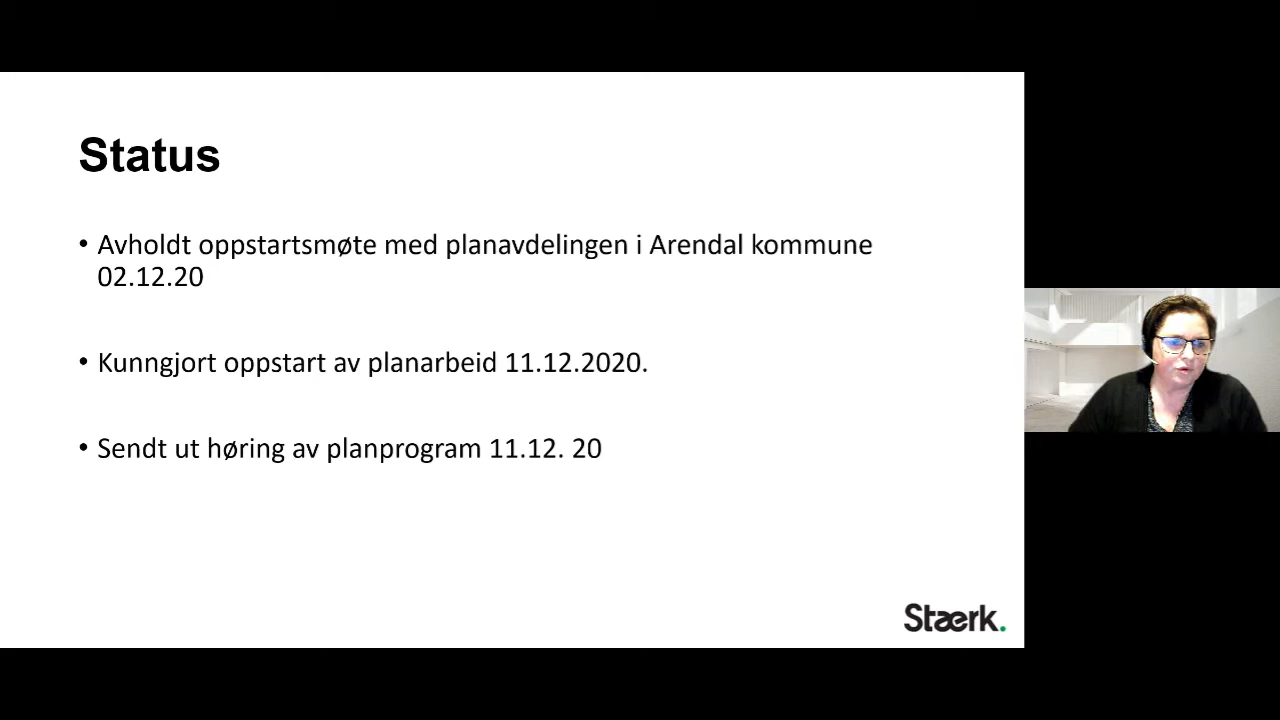 Status
• Avholdt oppstartsmøte med planavdelingen i Arendal kommune
02.12.20
• Kunngjort oppstart av planarbeid 11.12.2020.
• Sendt ut høring av planprogram 11.12. 20
Stærk.